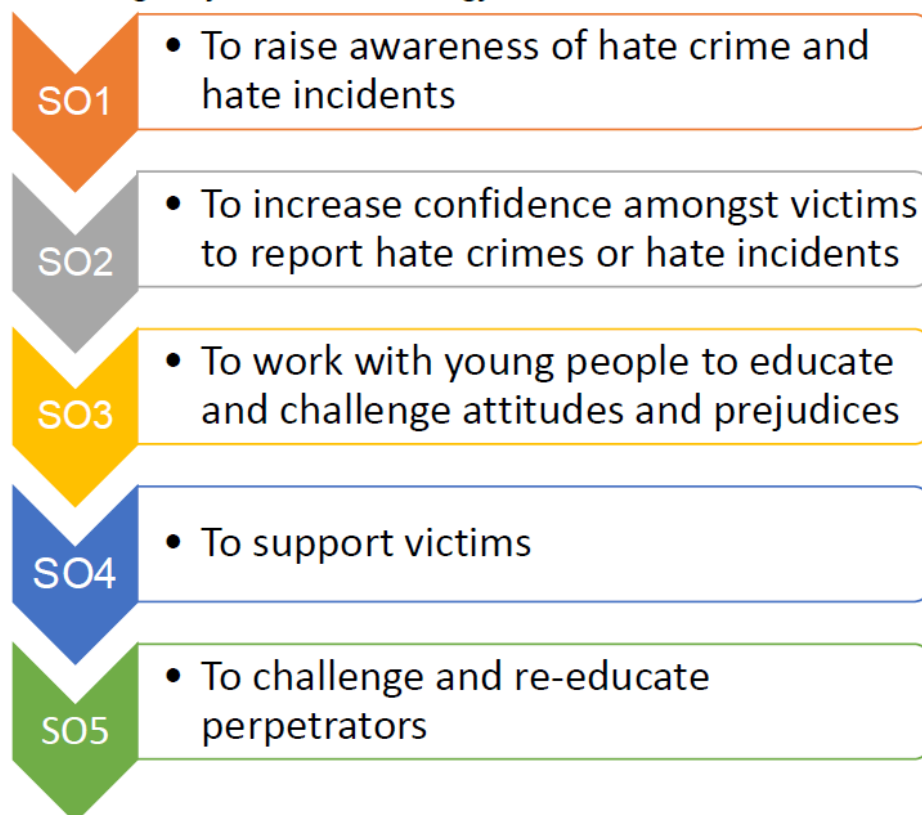 SO1
• To raise awareness of hate crime and
hate incidents
SO2
• To increase confidence amongst victims
to report hate crimes or hate incidents
SO3
• To work with young people to educate
and challenge attitudes and prejudices
SO4
• To support victims
SO5
• To challenge and re-educate
perpetrators